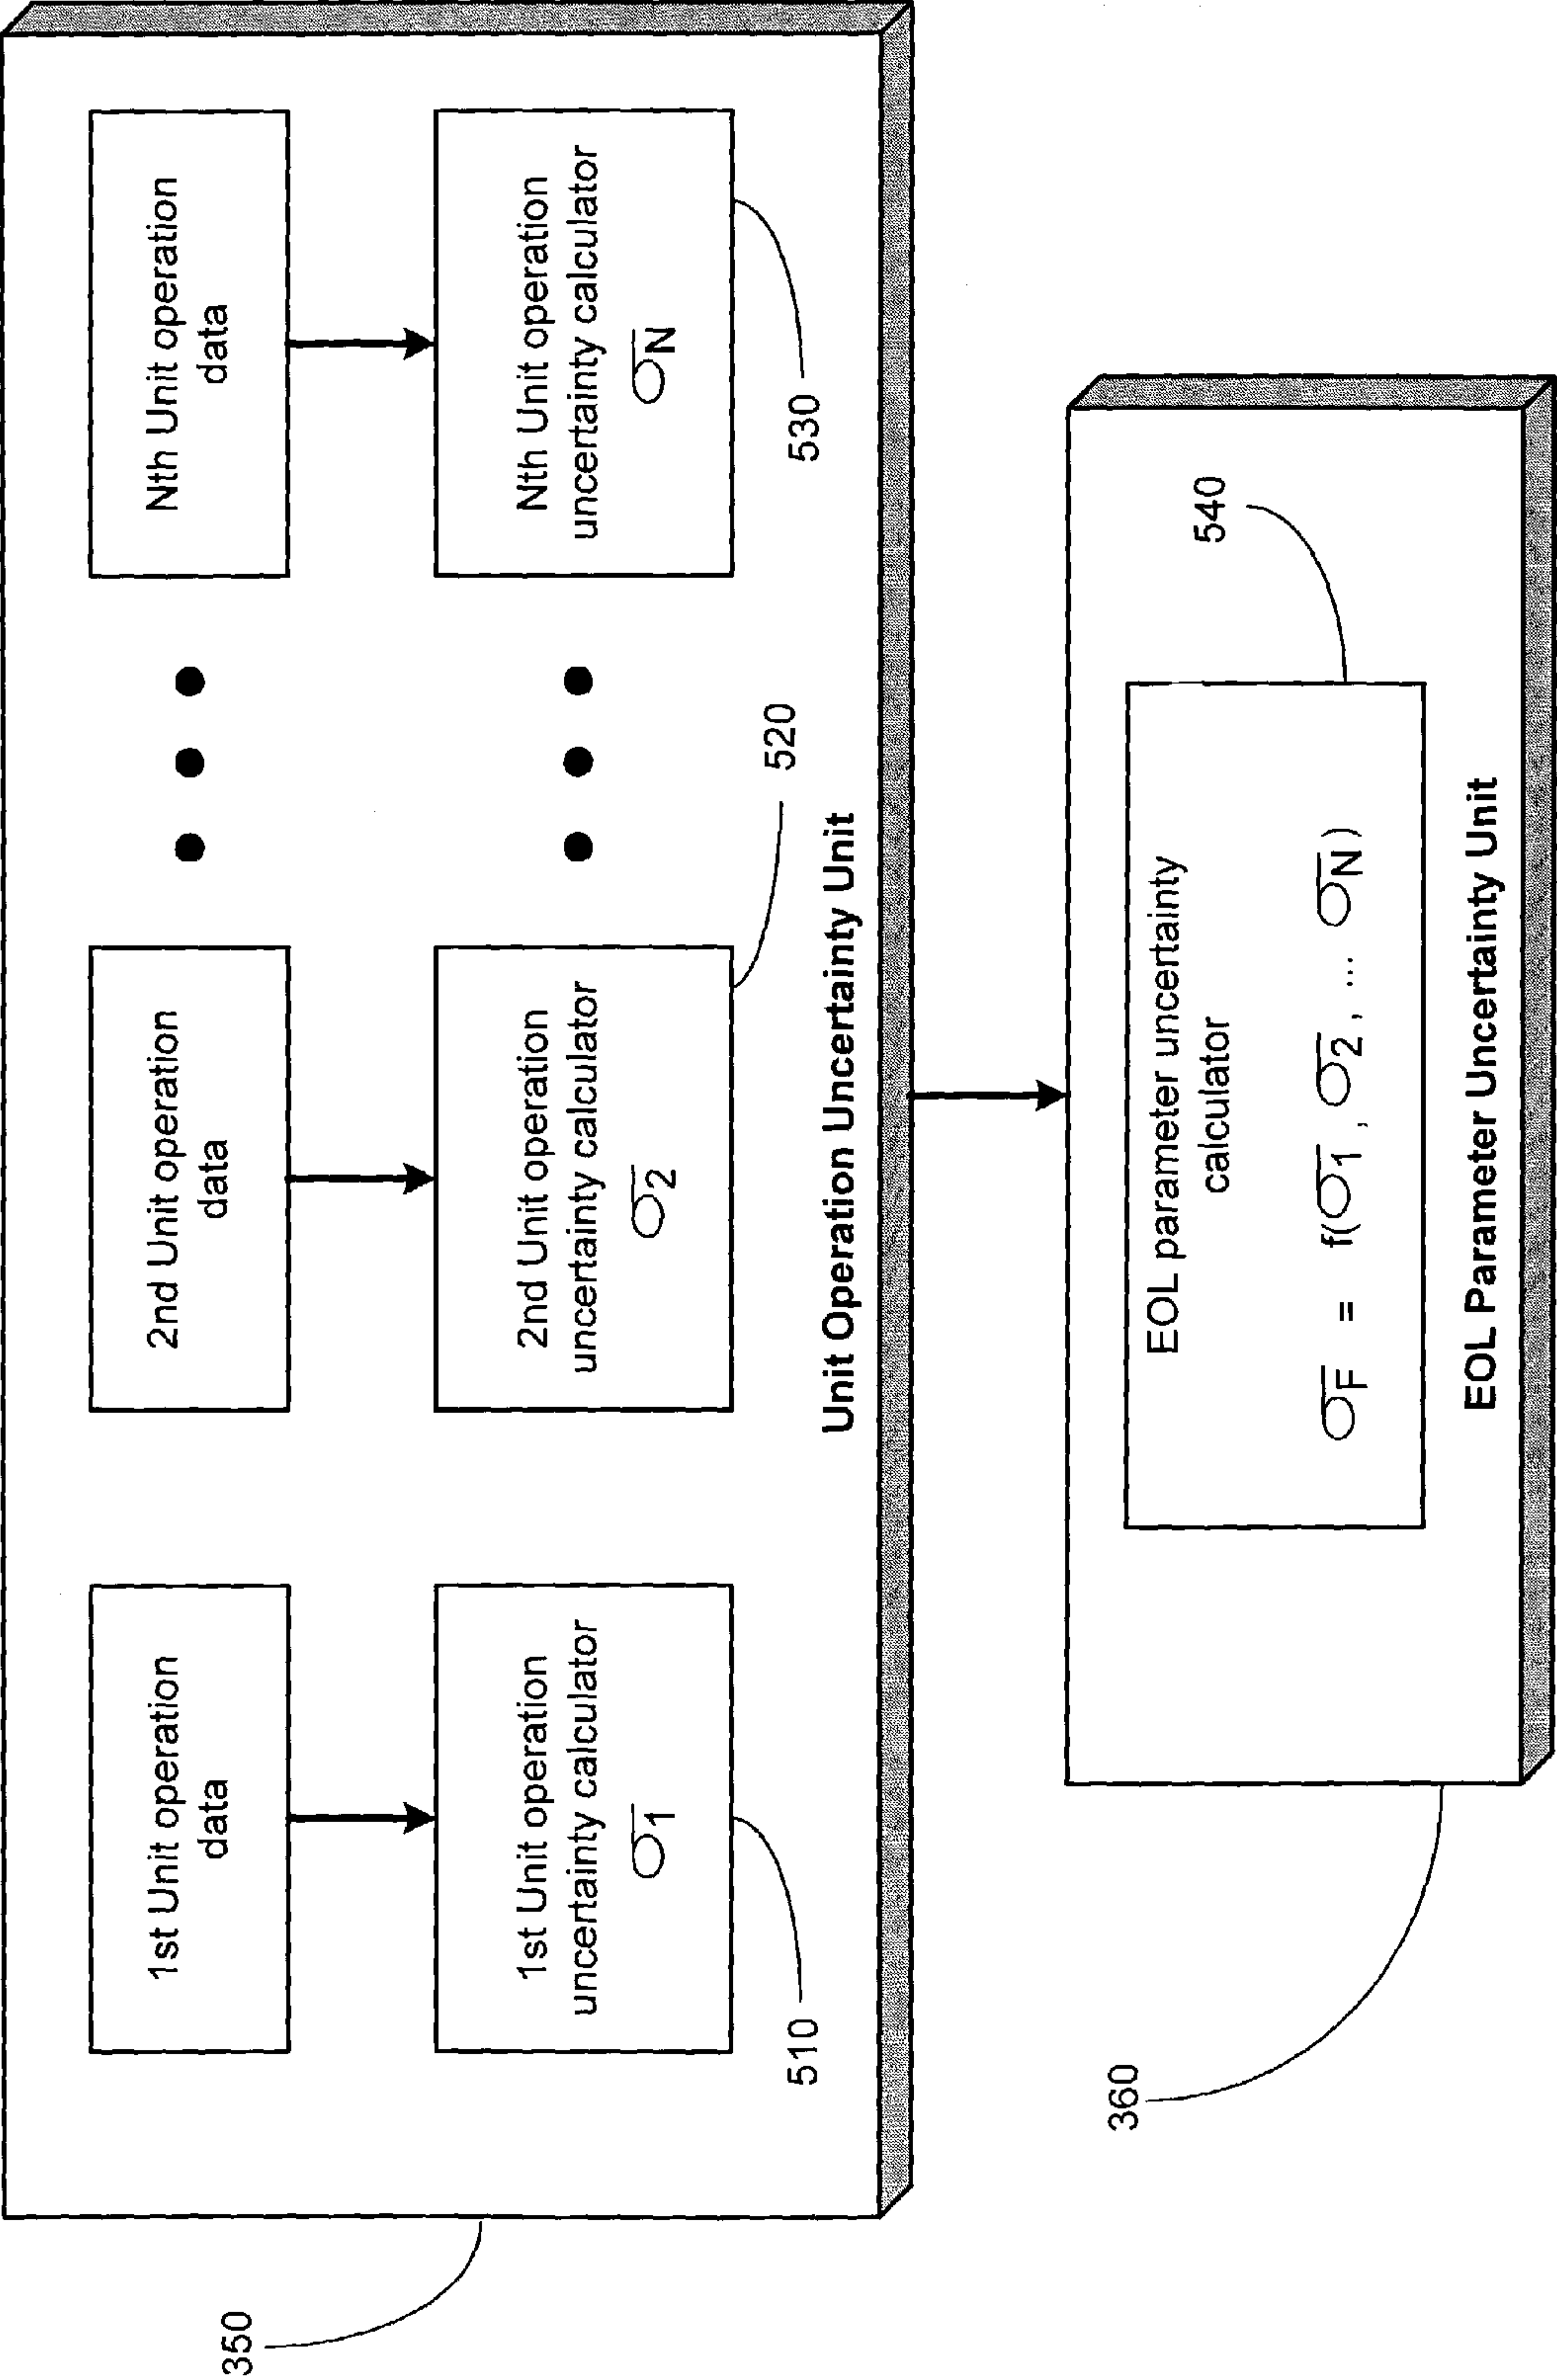 350
1st Unit operation
data
2nd Unit operation
data
Nth Unit operation
data
1st Unit operation
uncertainty calculator
σ1
2nd Unit operation
uncertainty calculator
σ2
Nth Unit operation
uncertainty calculator
σN
510
520
530
Unit Operation Uncertainty Unit
360
EOL parameter uncertainty
calculator
σF = f(σ1, σ2, ... σN)
540
EOL Parameter Uncertainty Unit